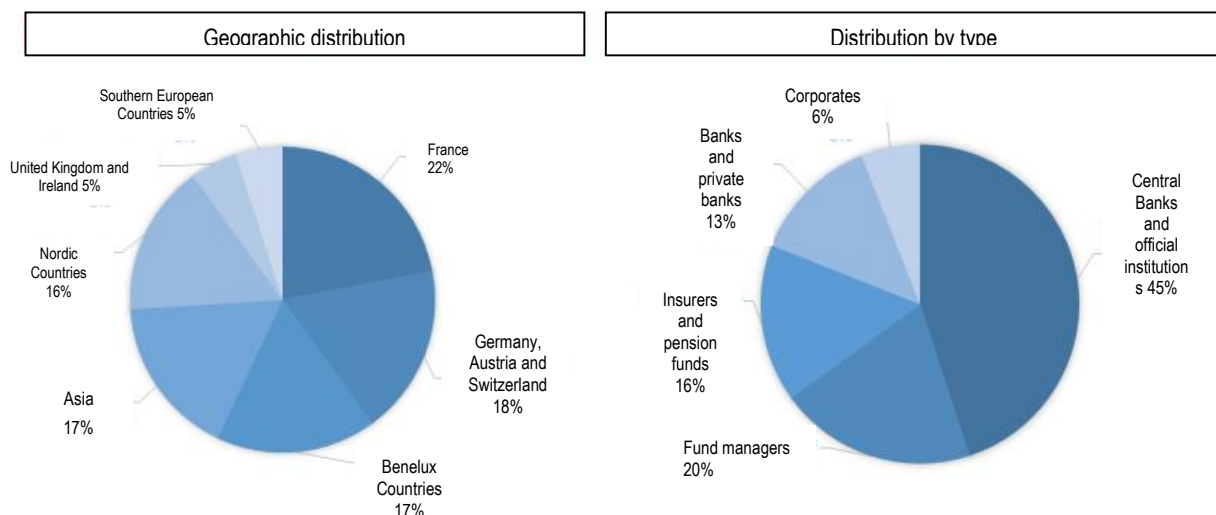 Geographic distribution
Southern European
Countries 5%
France
22%
United Kingdom and
Ireland 5%
Nordic
Countries
16%
Germany,
Austria and
Switzerland
18%
Asia
17%
Benelux
Countries
17%
Distribution by type
Corporates
6%
Banks
and
private
banks
13%
Central
Banks
and
official
institution
s 45%
Insurers
and
pension
funds
16%
Fund managers
20%